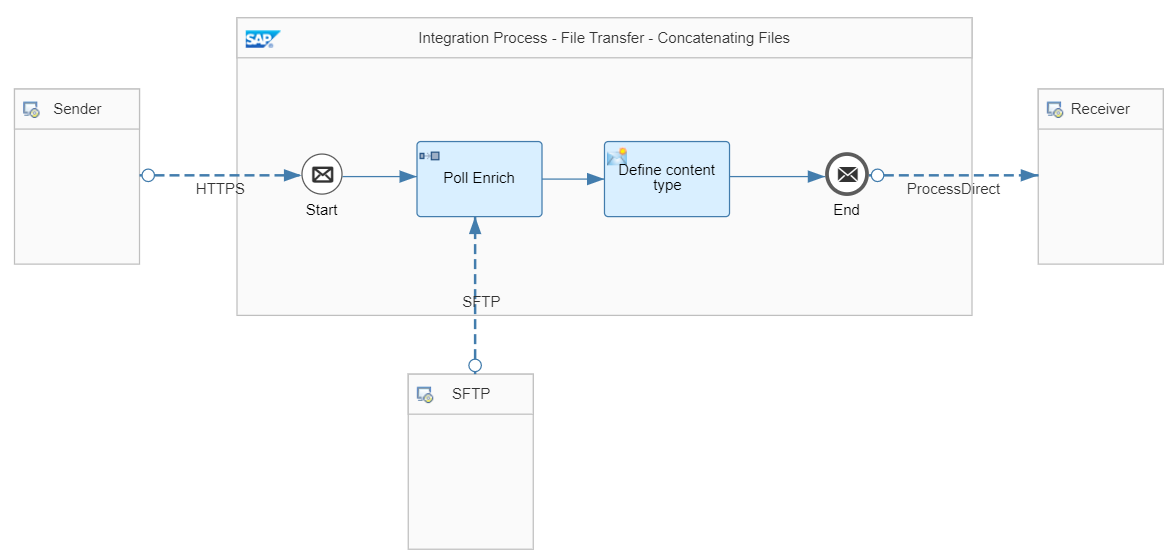 SAP
Integration Process - File Transfer - Concatenating Files
Sender
Receiver
HTTPS
Start
Poll Enrich
Define content
type
End
ProcessDirect
SFTP
SFTP